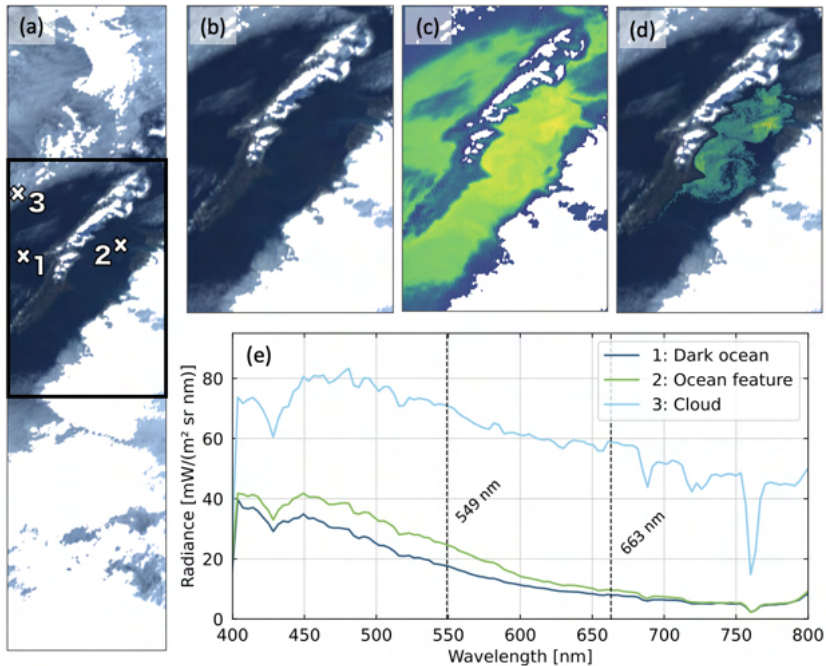 (a)
(b)
(c)
(d)
× 3
× 1
2 ×
(e)
1: Dark ocean
2: Ocean feature
3: Cloud
549 nm
663 nm
Radiance [mW/(m² sr nm)]
80
60
40
20
0
400 450 500 550 600 650 700 750 800
Wavelength [nm]